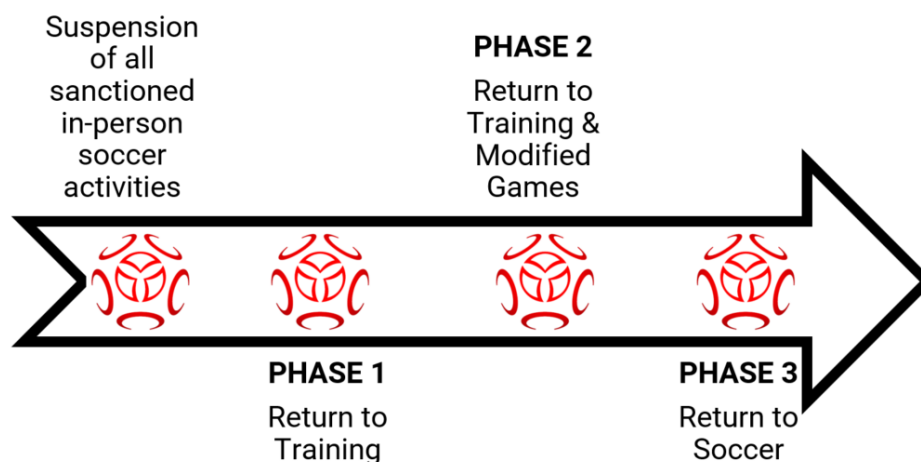 Suspension
of all
sanctioned
in-person
soccer
activities
PHASE 1
Return to
Training
PHASE 2
Return to
Training &
Modified
Games
PHASE 3
Return to
Soccer